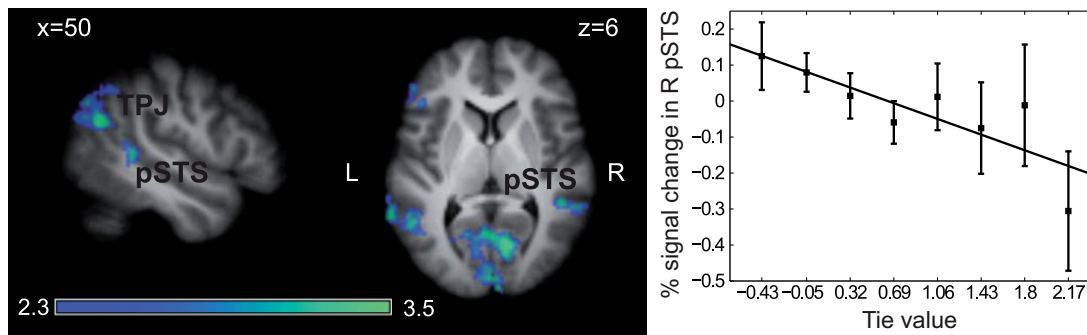 x=50
z=6
TPJ
pSTS
L
pSTS
R
2.3
3.5
% signal change in R pSTS
0.2
0.1
0
−0.1
−0.2
−0.3
−0.4
−0.5
−0.43 −0.05 0.32 0.69 1.06 1.43 1.8 2.17
Tie value